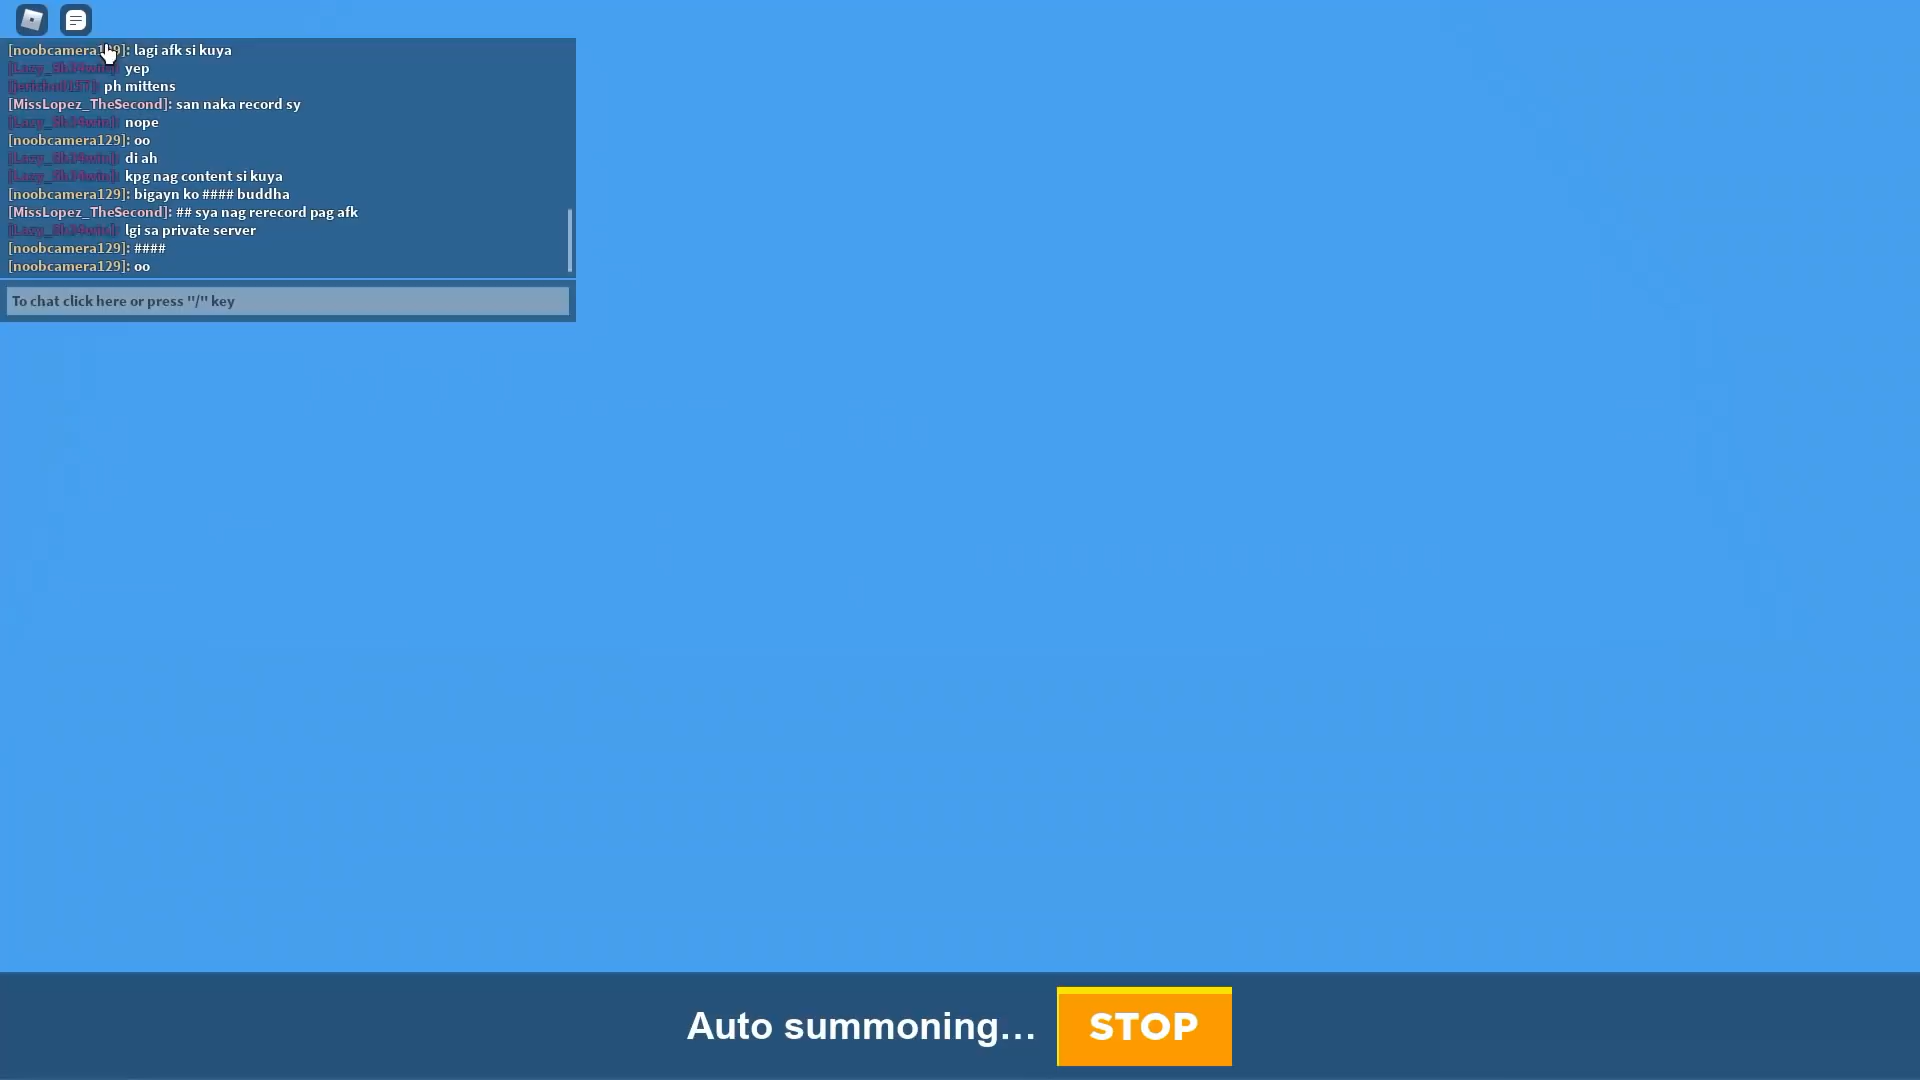 [noobcamera129]: lagi afk si kuya
yep
ph mittens
[MissLopez_TheSecond]: san naka record sy
nope
[noobcamera129]: oo
di ah
kpg nag content si kuya
[noobcamera129]: bigayn ko #### buddha
[MissLopez_TheSecond]: ## sya nag rerecord pag afk
lgi sa private server
[noobcamera129]: ####
[noobcamera129]: oo
To chat click here or press "/" key
Auto summoning... STOP